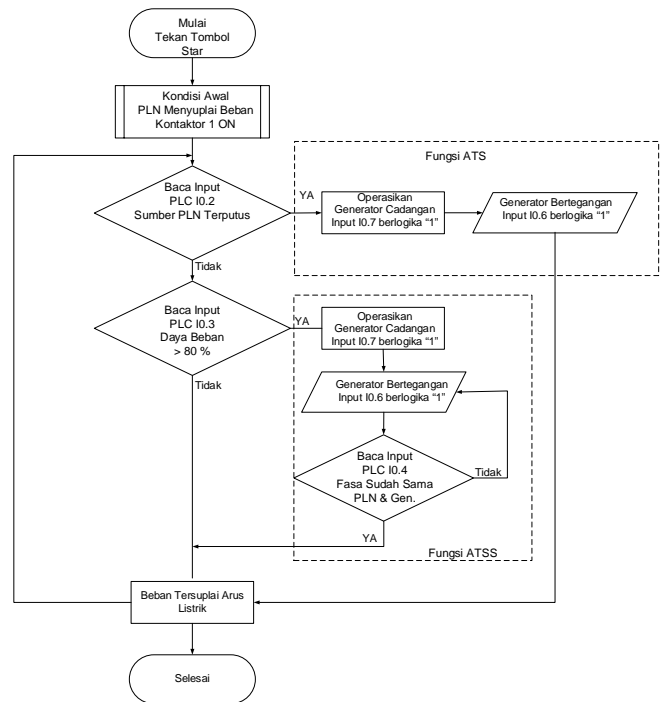 Mulai
Tekan Tombol
Star
Kondisi Awal
PLN Menyuplai Beban
Kontaktor 1 ON
Fungsi ATS
Baca Input
PLC I0.2
Sumber PLN Terputus
YA
Operasikan
Generator Cadangan
Input I0.7 berlogika “1”
Generator Bertegangan
Input I0.6 berlogika “1”
Tidak
Baca Input
PLC I0.3
Daya Beban
> 80 %
YA
Operasikan
Generator Cadangan
Input I0.7 berlogika “1”
Tidak
Generator Bertegangan
Input I0.6 berlogika “1”
Baca Input
PLC I0.4
Fasa Sudah Sama
PLN & Gen.
Tidak
YA
Fungsi ATSS
Beban Tersuplai Arus
Listrik
Selesai